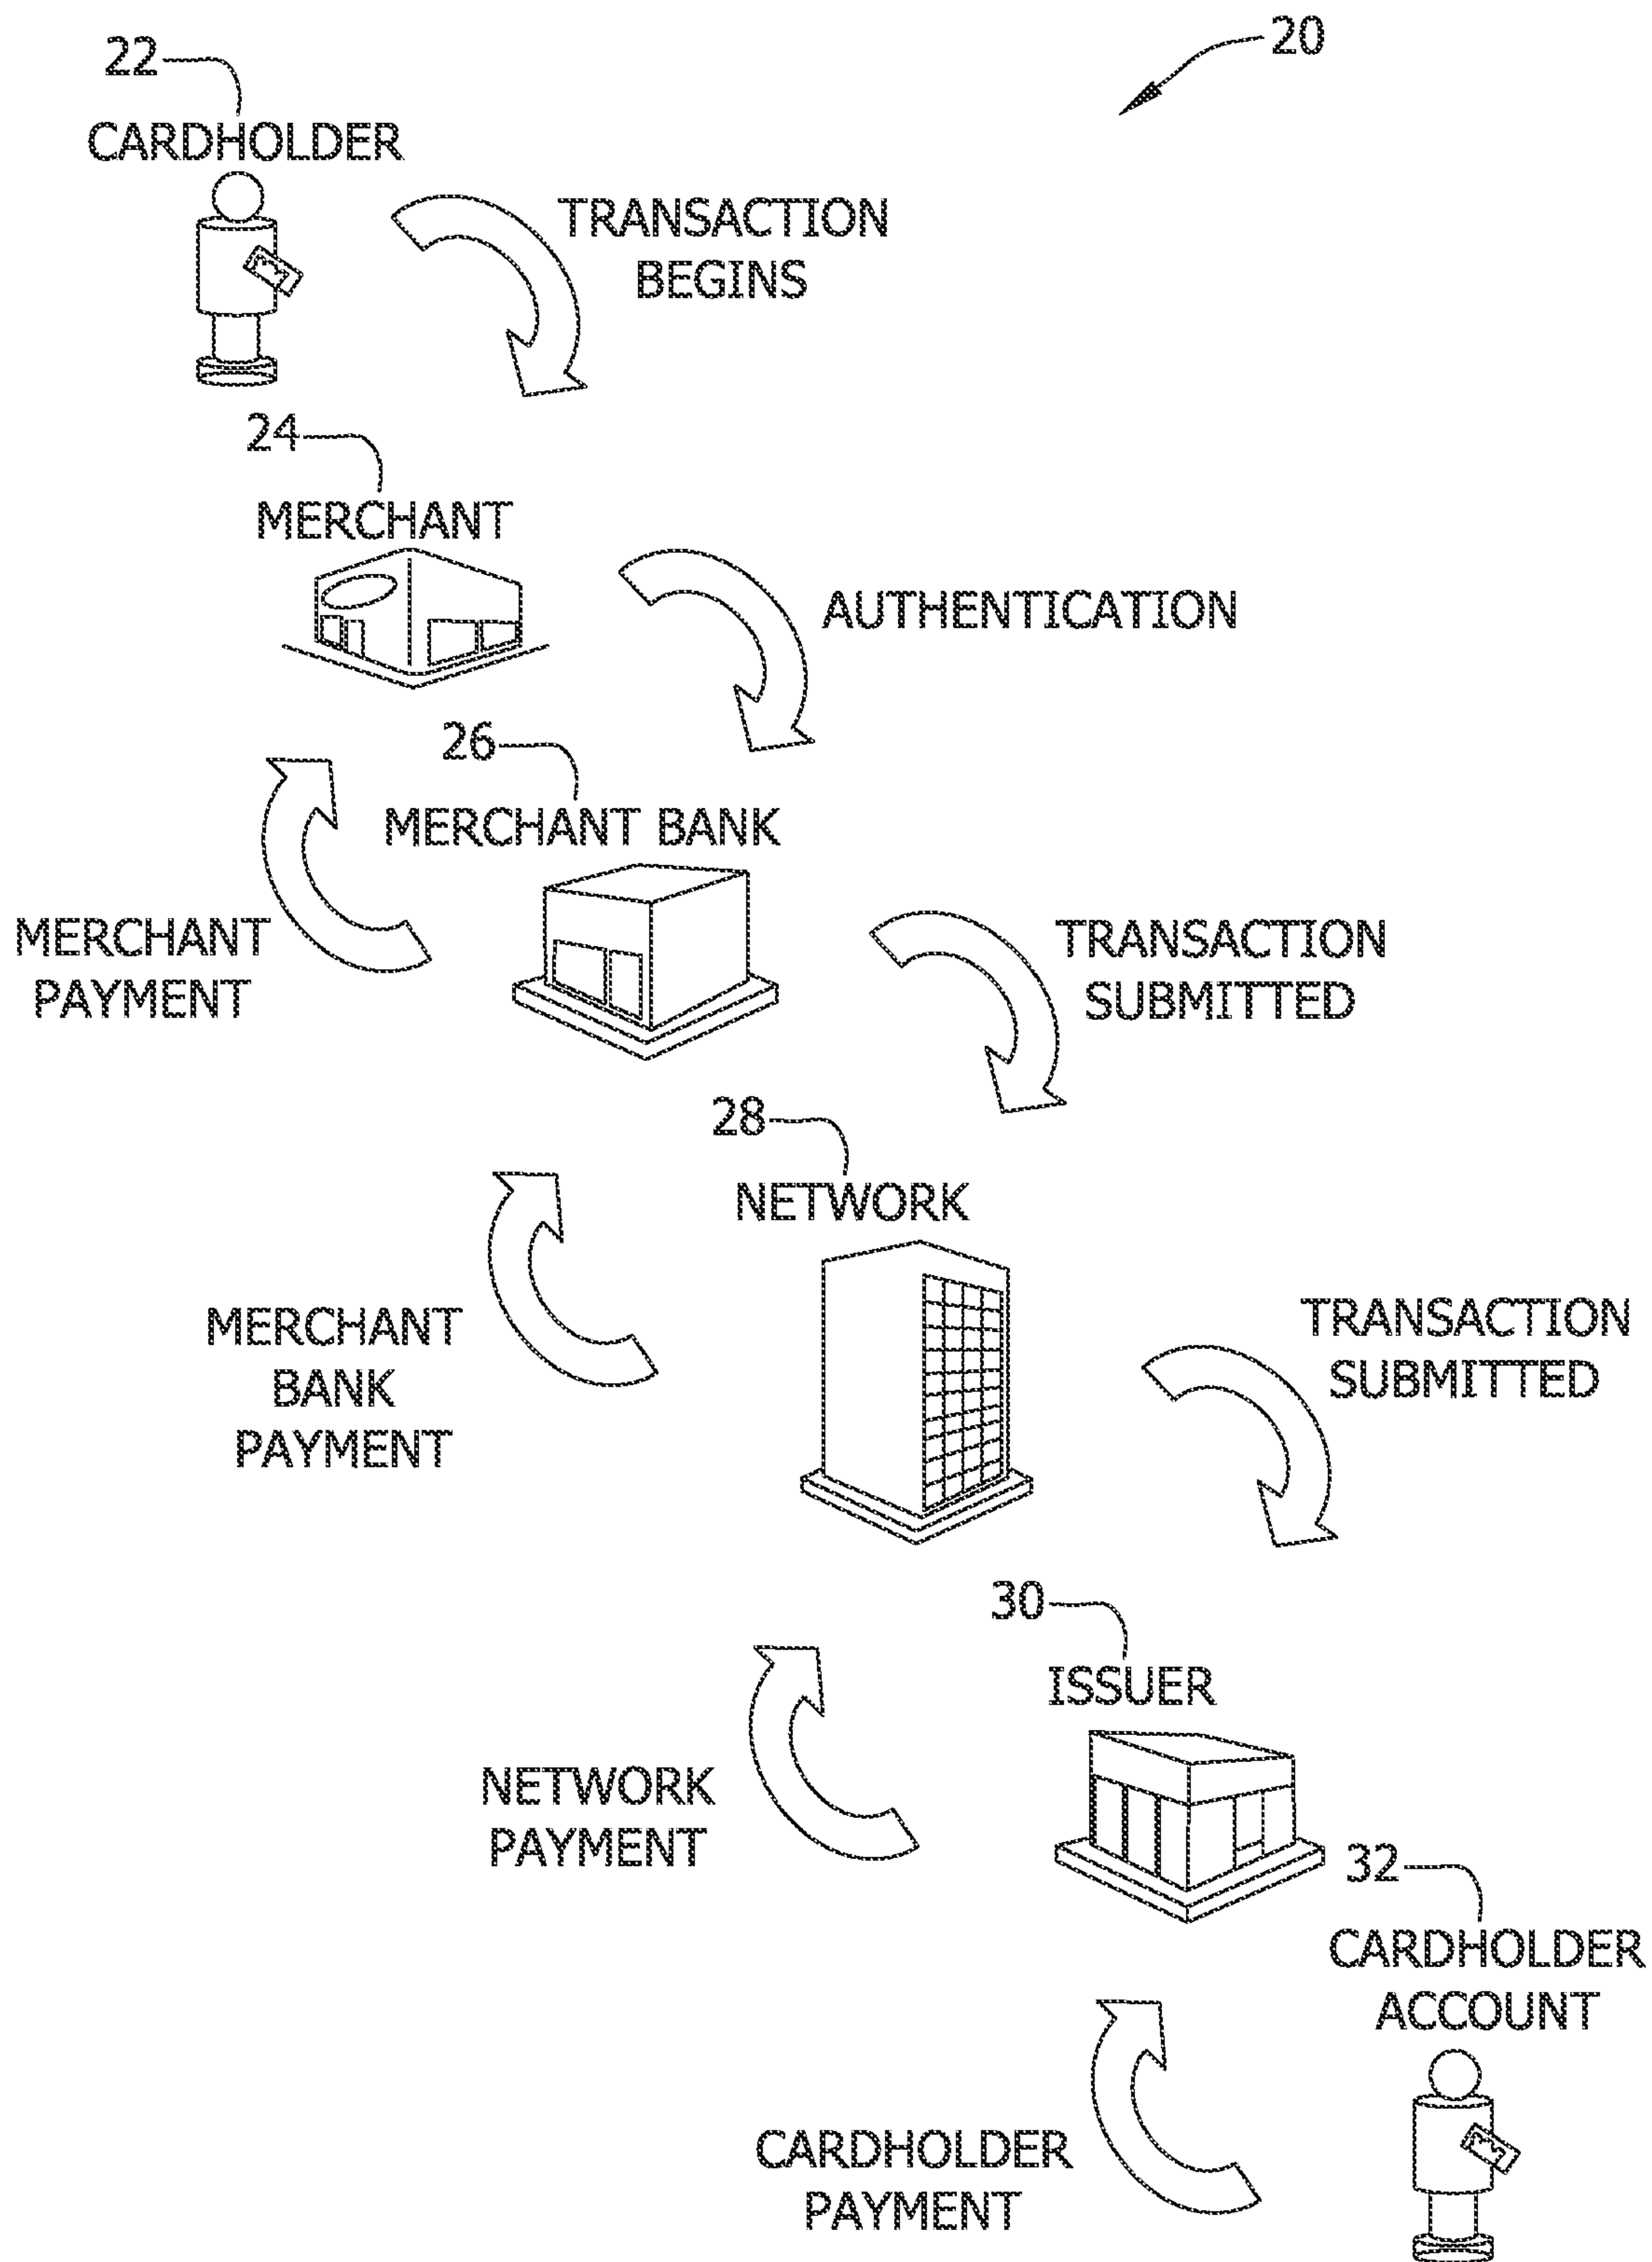 20
22
CARDHOLDER
TRANSACTION
BEGINS
24
MERCHANT
AUTHENTICATION
26
MERCHANT BANK
MERCHANT
PAYMENT
TRANSACTION
SUBMITTED
28
NETWORK
MERCHANT
BANK
PAYMENT
TRANSACTION
SUBMITTED
30
ISSUER
NETWORK
PAYMENT
32
CARDHOLDER
ACCOUNT
CARDHOLDER
PAYMENT